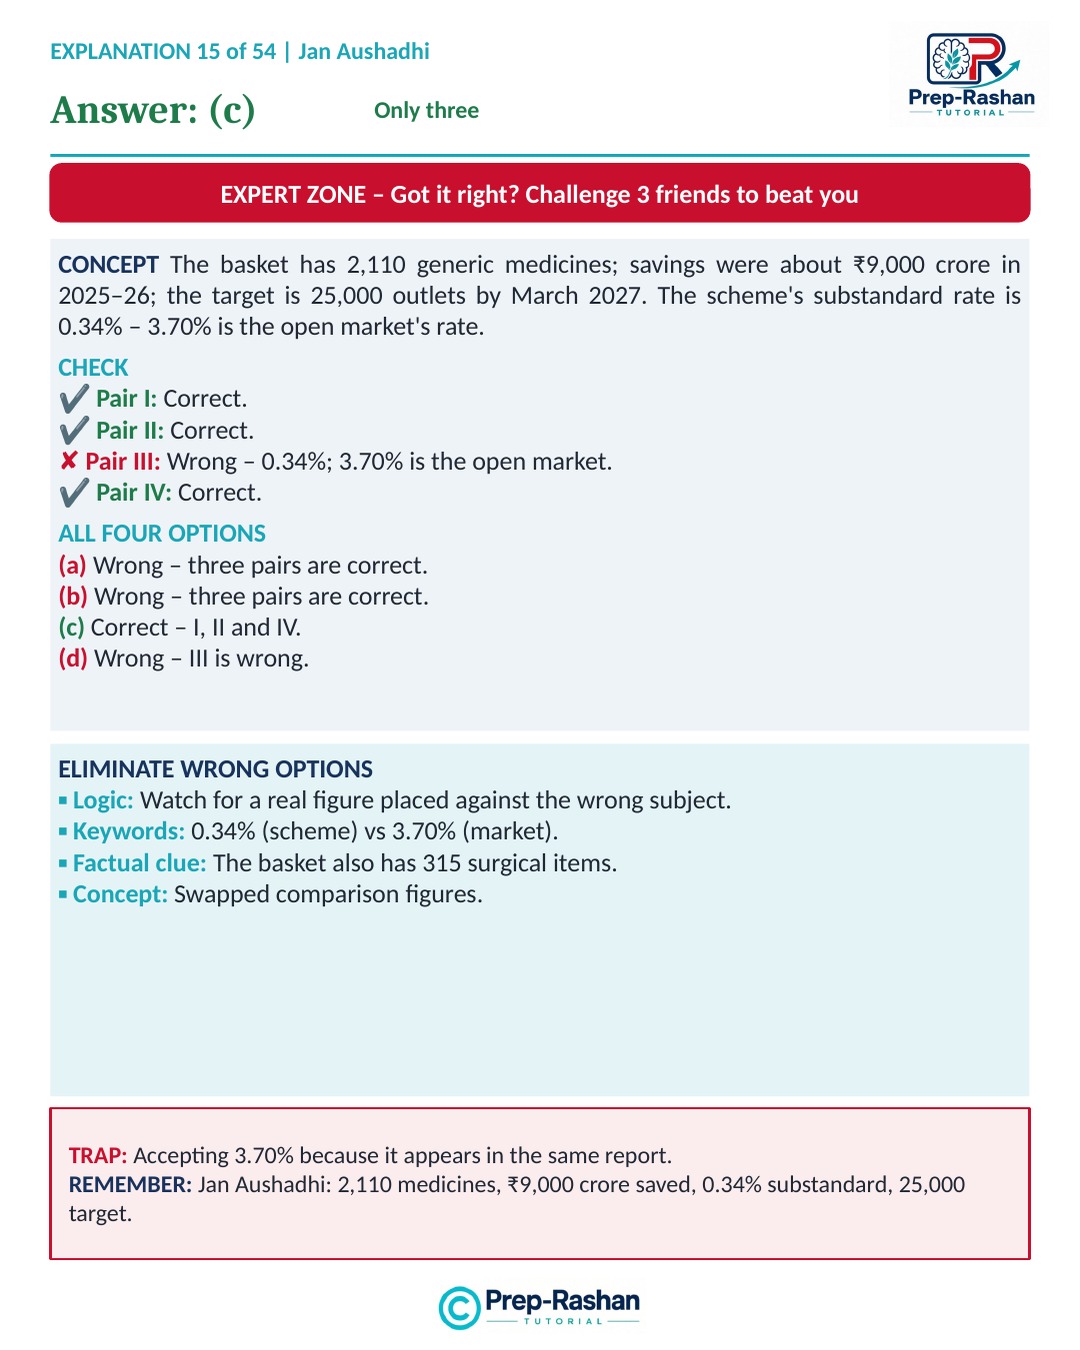 EXPLANATION 15 of 54 | Jan Aushadhi
Prep-Rashan
TUTORIAL
Answer: (c)
Only three
EXPERT ZONE – Got it right? Challenge 3 friends to beat you
CONCEPT The basket has 2,110 generic medicines; savings were about ₹9,000 crore in
2025–26; the target is 25,000 outlets by March 2027. The scheme's substandard rate is
0.34% – 3.70% is the open market's rate.
CHECK
✔ Pair I: Correct.
✔ Pair II: Correct.
✘ Pair III: Wrong – 0.34%; 3.70% is the open market.
✔ Pair IV: Correct.
ALL FOUR OPTIONS
(a) Wrong – three pairs are correct.
(b) Wrong – three pairs are correct.
(c) Correct – I, II and IV.
(d) Wrong – III is wrong.
ELIMINATE WRONG OPTIONS
▪ Logic: Watch for a real figure placed against the wrong subject.
▪ Keywords: 0.34% (scheme) vs 3.70% (market).
▪ Factual clue: The basket also has 315 surgical items.
▪ Concept: Swapped comparison figures.
TRAP: Accepting 3.70% because it appears in the same report.
REMEMBER: Jan Aushadhi: 2,110 medicines, ₹9,000 crore saved, 0.34% substandard, 25,000
target.
© Prep-Rashan
TUTORIAL